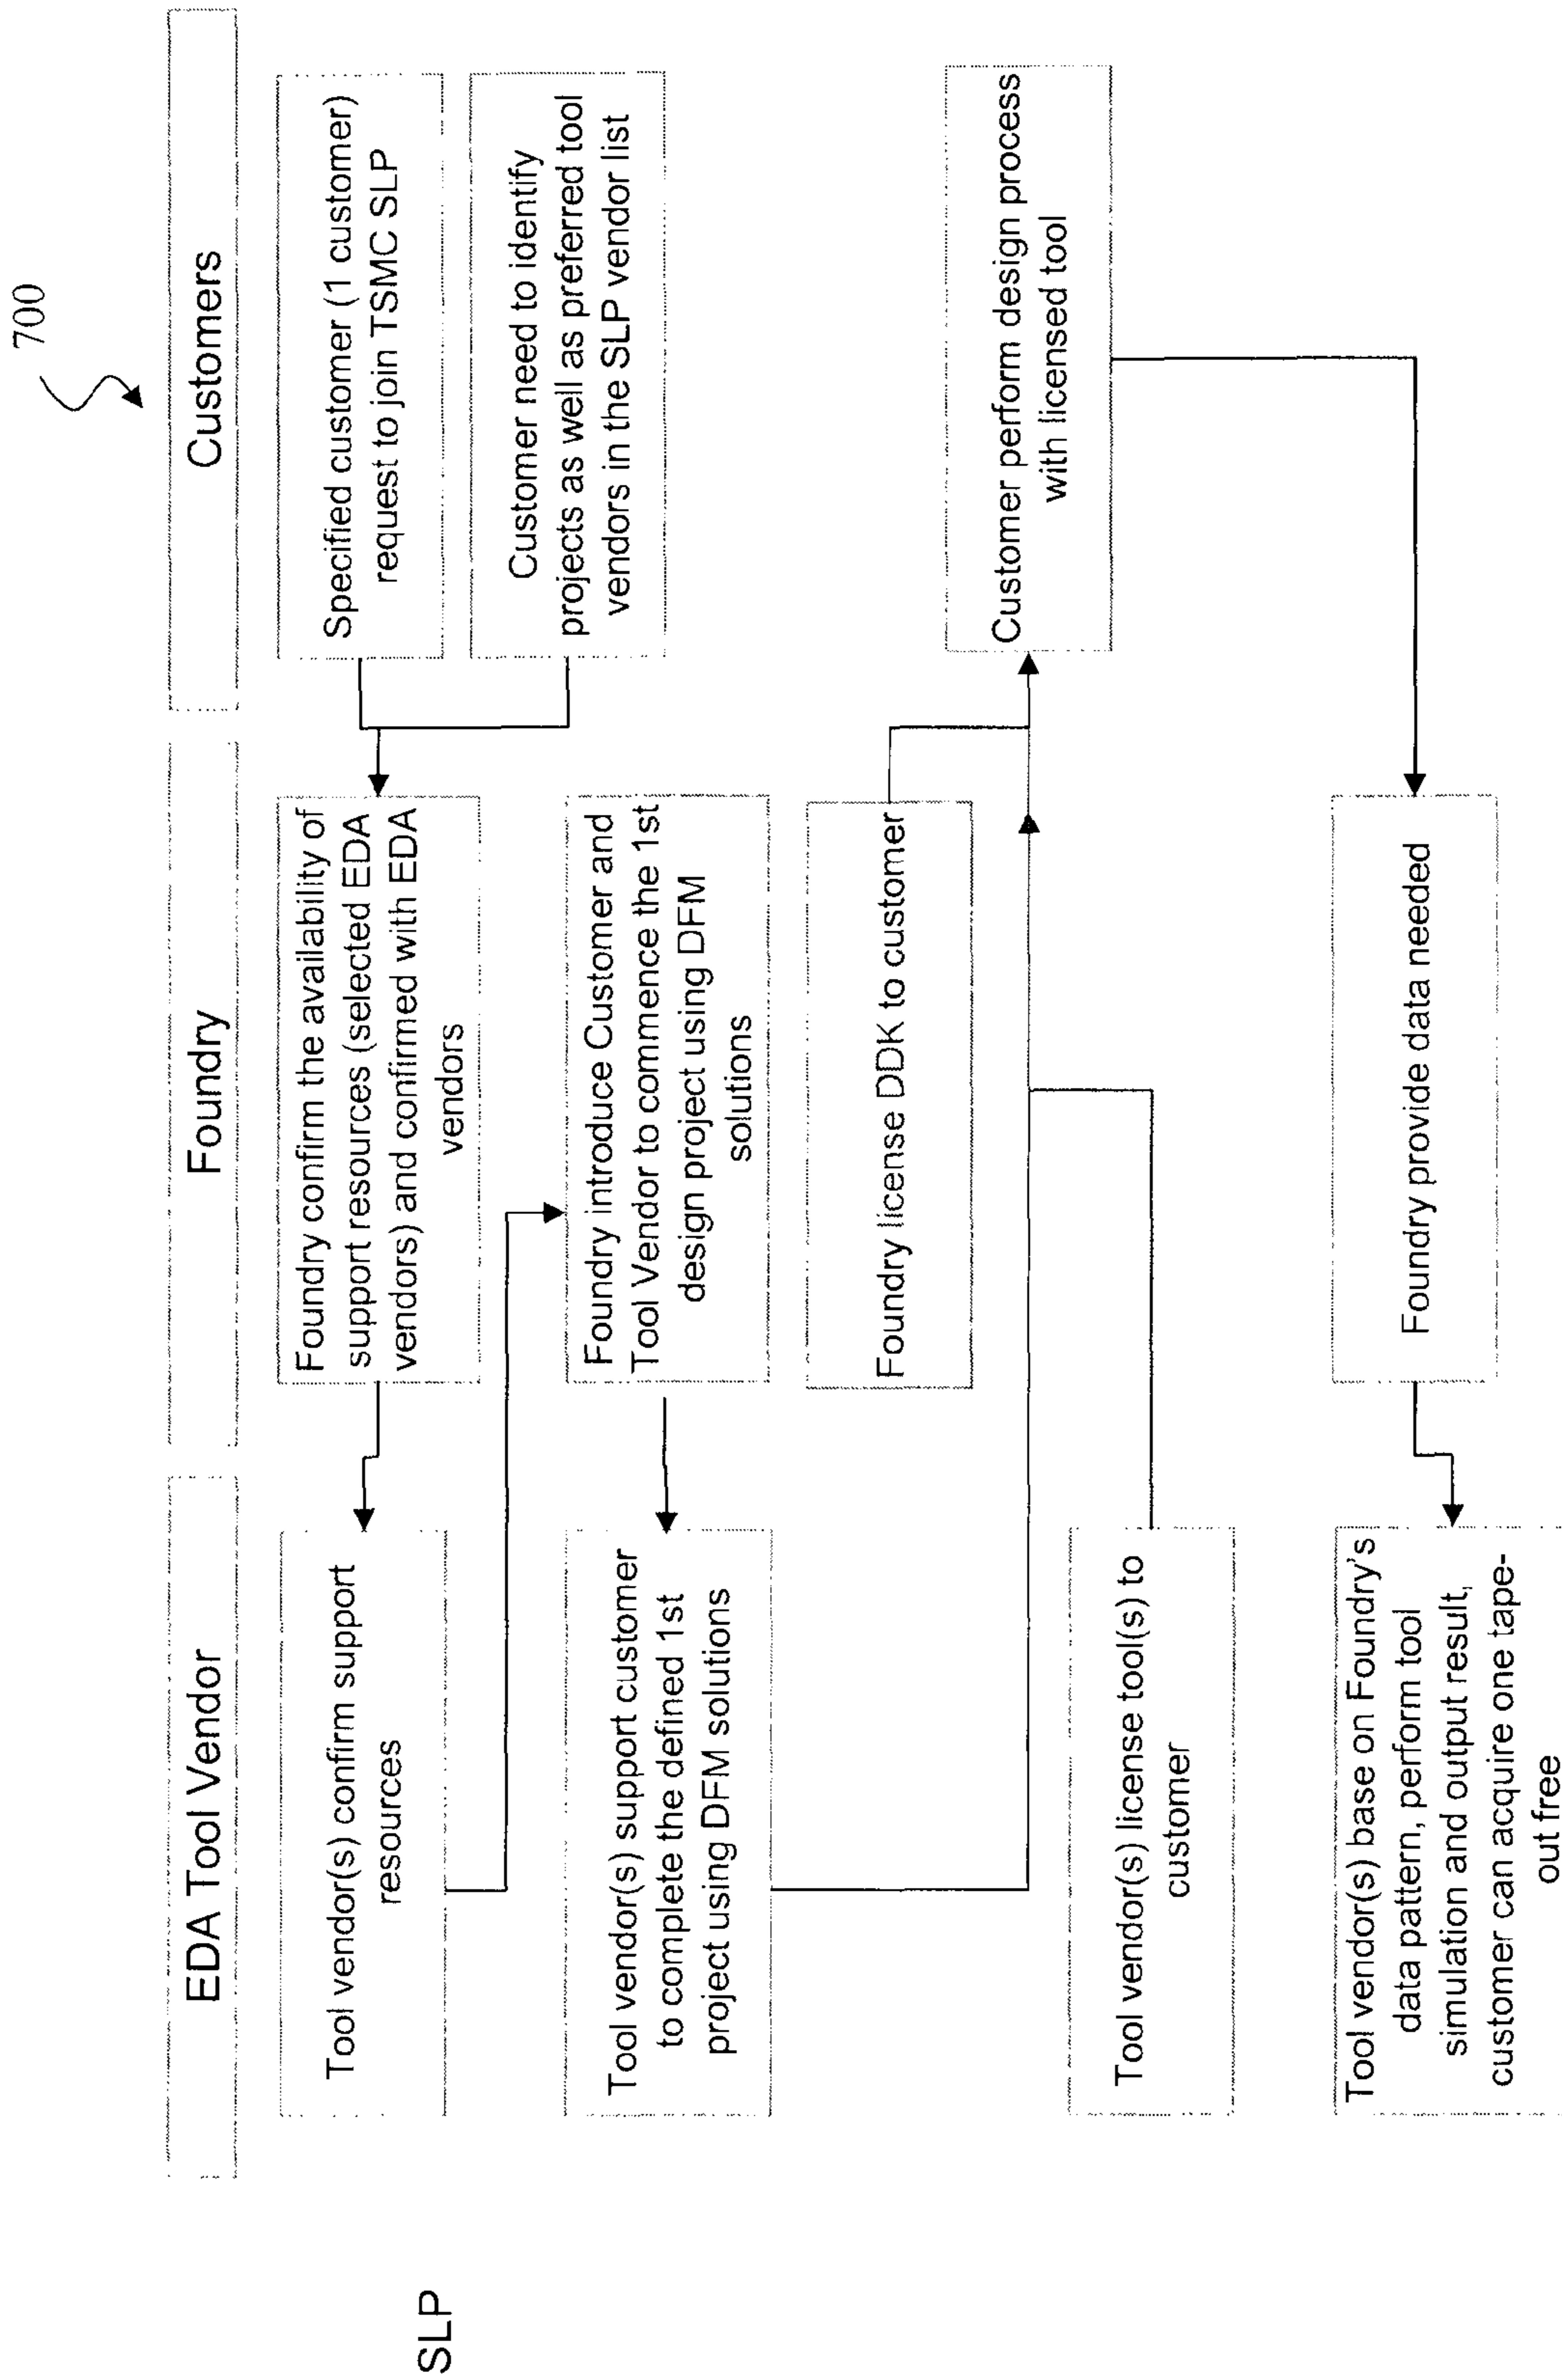 700
SLP
EDA Tool Vendor
Foundry
Customers
Specified customer (1 customer)
request to join TSMC SLP
Customer need to identify
projects as well as preferred tool
vendors in the SLP vendor list
Foundry confirm the availability of
support resources (selected EDA
vendors) and confirmed with EDA
vendors
Tool vendor(s) confirm support
resources
Foundry introduce Customer and
Tool Vendor to commence the 1st
design project using DFM
solutions
Tool vendor(s) support customer
to complete the defined 1st
project using DFM solutions
Foundry license DDK to customer
Tool vendor(s) license tool(s) to
customer
Customer perform design process
with licensed tool
Foundry provide data needed
Tool vendor(s) base on Foundry's
data pattern, perform tool
simulation and output result,
customer can acquire one tape-
out free